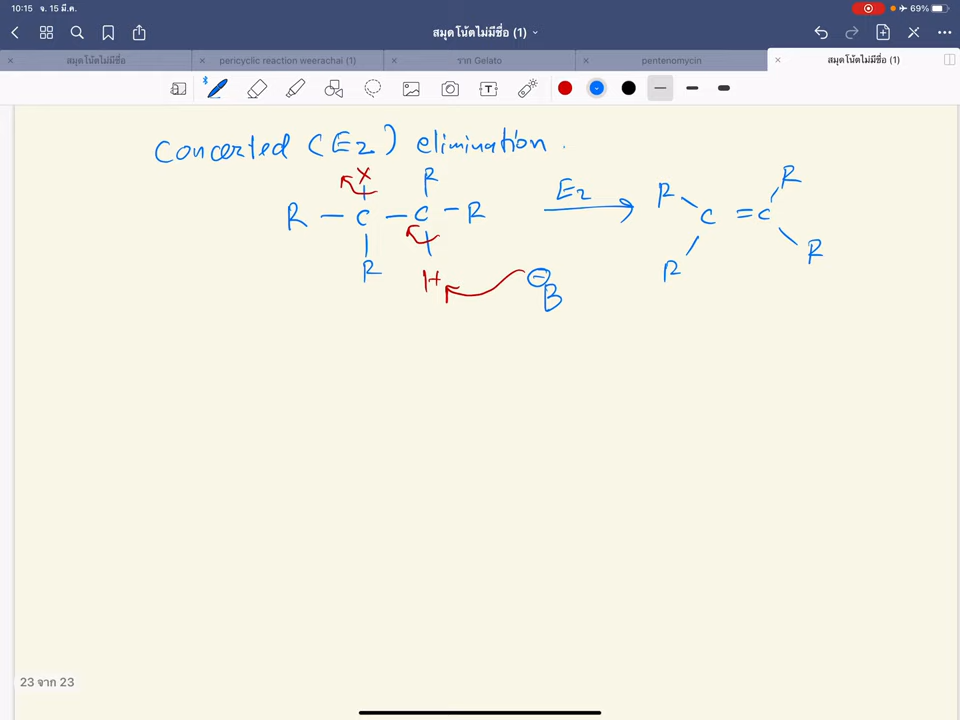 10:15 จ. 15 มี.ค.
69%
สมุดโน้ตไม่มีชื่อ (1)
สมุดโน้ตไม่มีชื่อ
pericyclic reaction weerachai (1)
ราก Gelato
pentenomycin
สมุดโน้ตไม่มีชื่อ (1)
Concerted (E2) elimination.
X R R
R — C — C — R E2 R C = C
R H ⊖ B R R
23 จาก 23